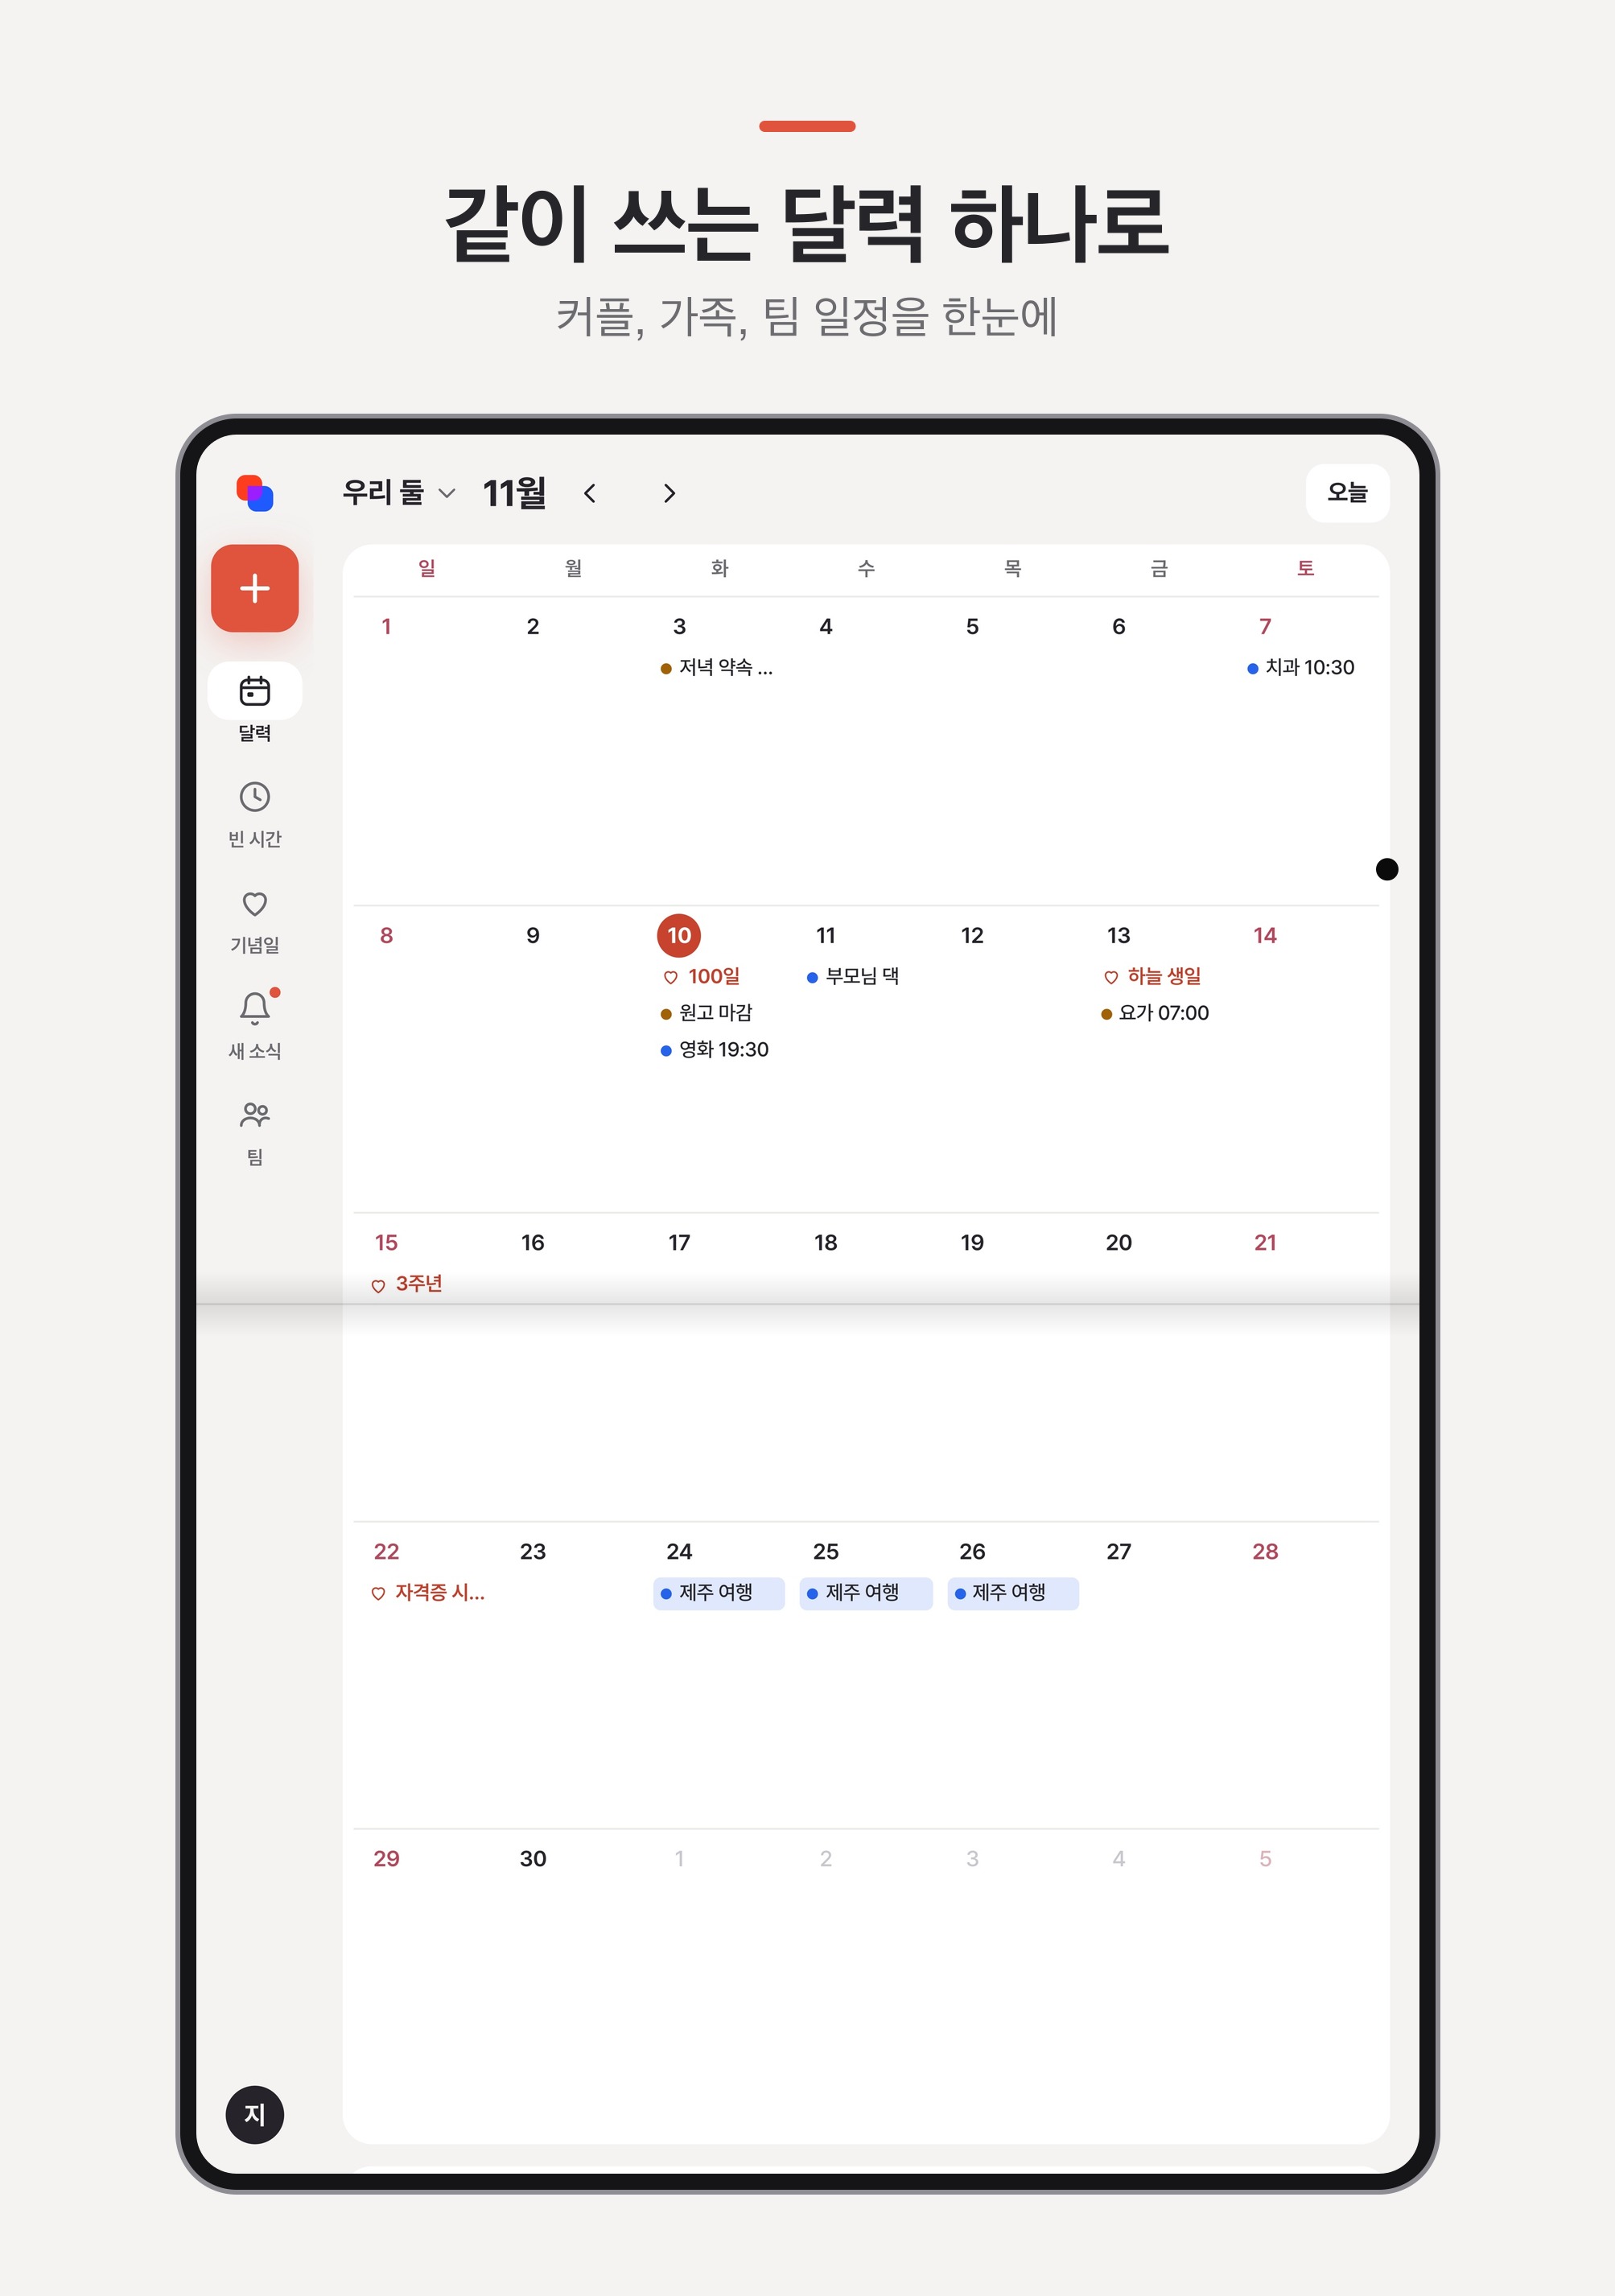 같이 쓰는 달력 하나로
커플, 가족, 팀 일정을 한눈에
우리 둘 11월 오늘
달력
빈 시간
기념일
새 소식
팀
지
일 월 화 수 목 금 토
1 2 3 4 5 6 7
저녁 약속 ... 치과 10:30
8 9 10 11 12 13 14
100일 부모님 댁 하늘 생일
원고 마감 요가 07:00
영화 19:30
15 16 17 18 19 20 21
3주년
22 23 24 25 26 27 28
자격증 시... 제주 여행 제주 여행 제주 여행
29 30 1 2 3 4 5